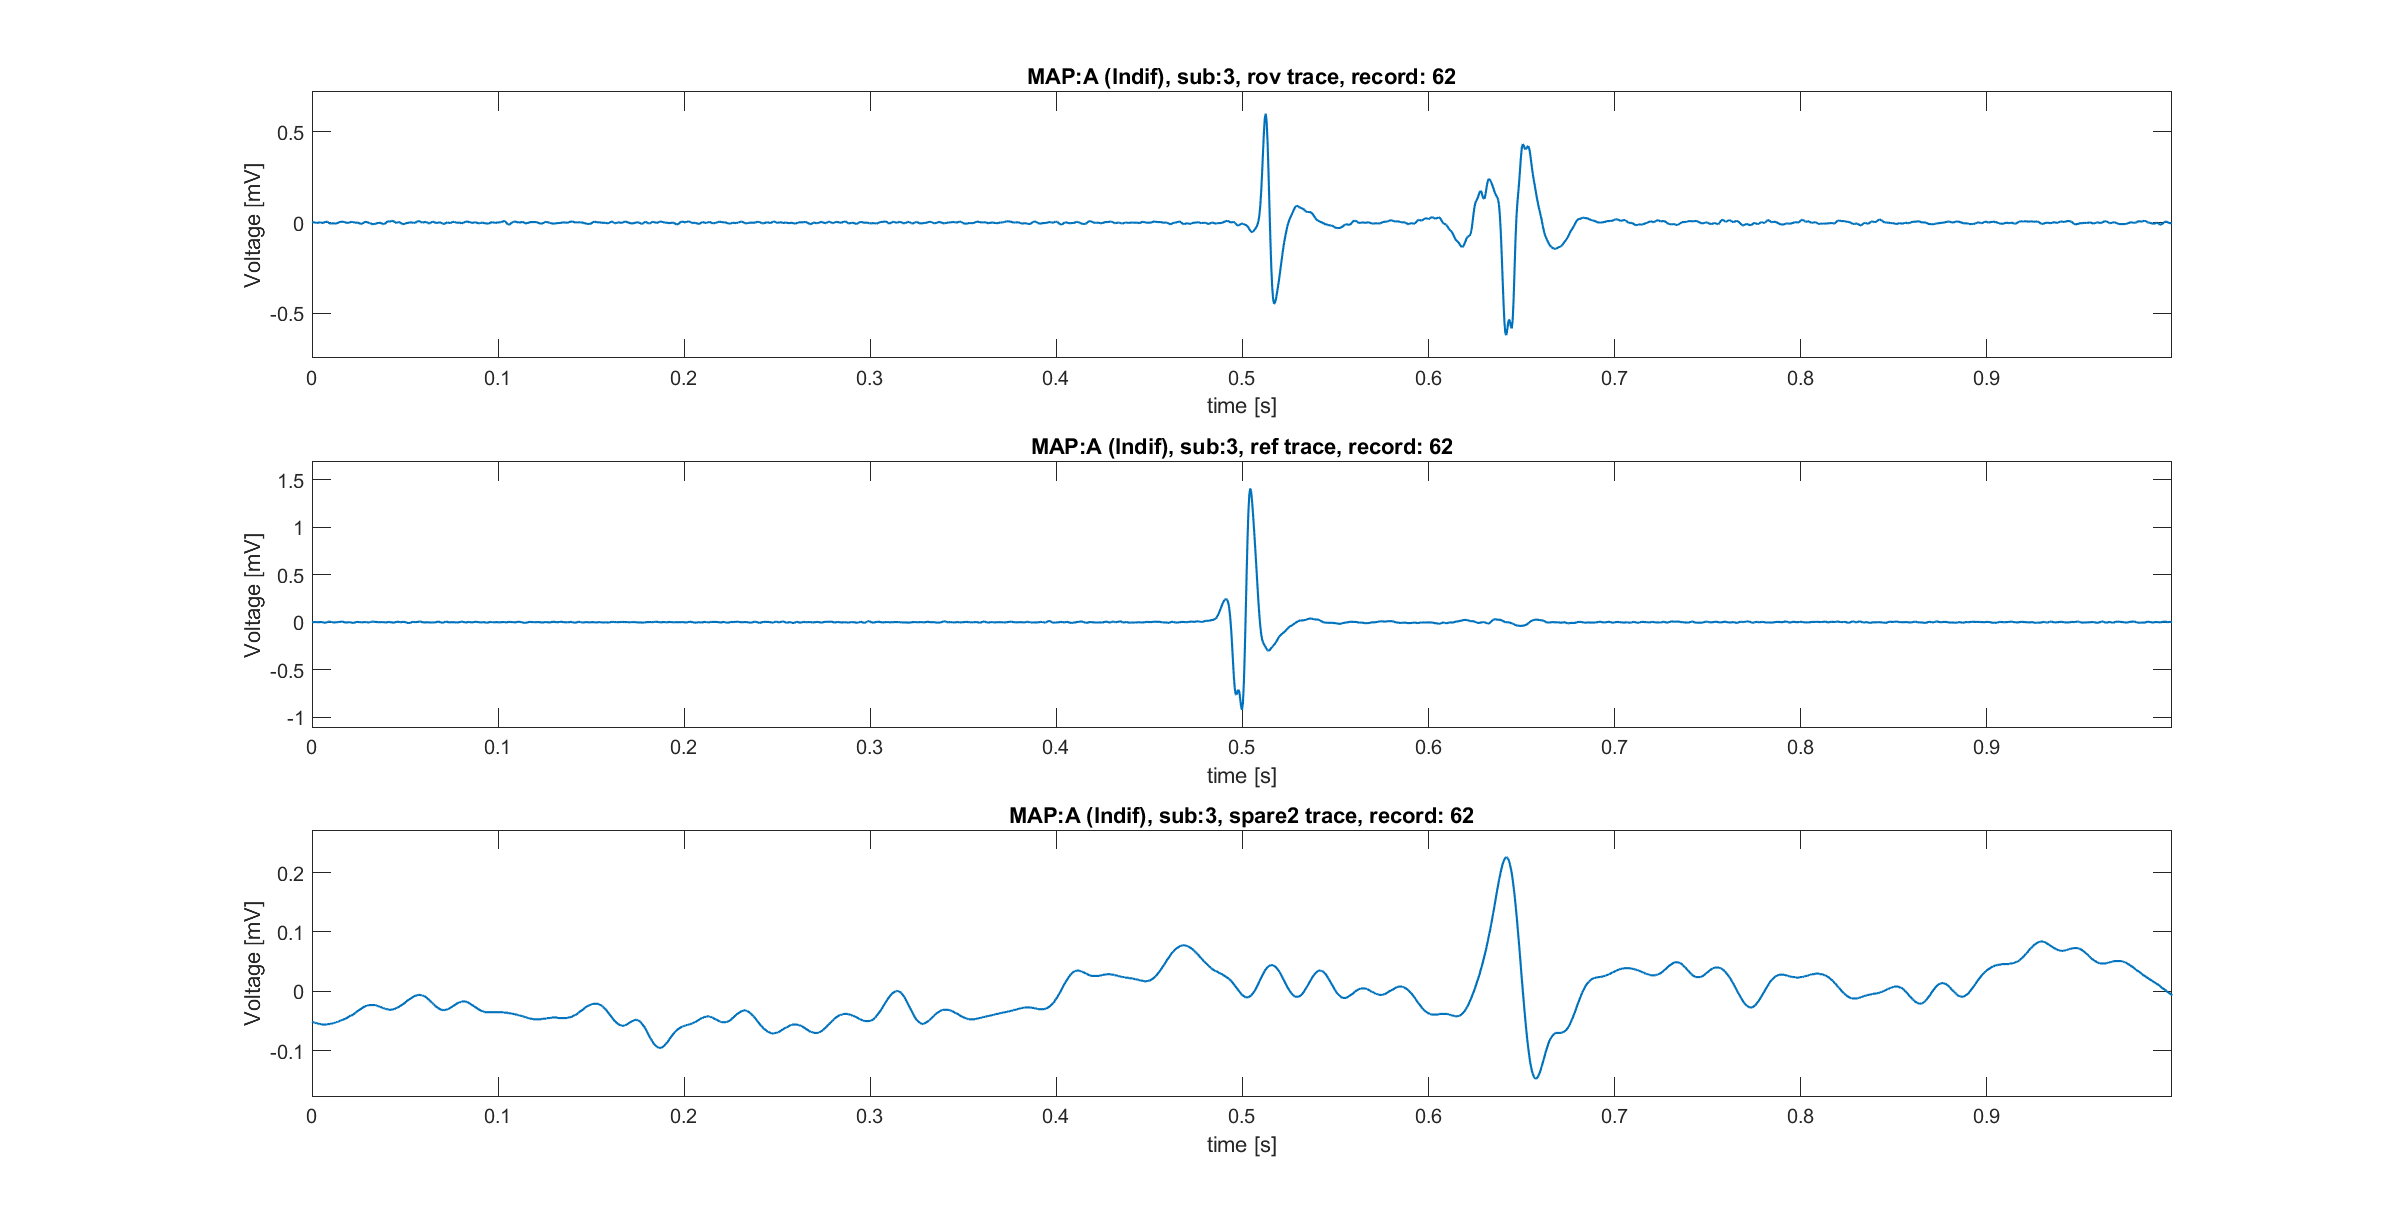 MAP:A (Indif), sub:3, rov trace, record: 62
Voltage [mV]
0.5
0
-0.5
0 0.1 0.2 0.3 0.4 0.5 0.6 0.7 0.8 0.9
time [s]
MAP:A (Indif), sub:3, ref trace, record: 62
Voltage [mV]
1.5
1
0.5
0
-0.5
-1
0 0.1 0.2 0.3 0.4 0.5 0.6 0.7 0.8 0.9
time [s]
MAP:A (Indif), sub:3, spare2 trace, record: 62
Voltage [mV]
0.2
0.1
0
-0.1
0 0.1 0.2 0.3 0.4 0.5 0.6 0.7 0.8 0.9
time [s]